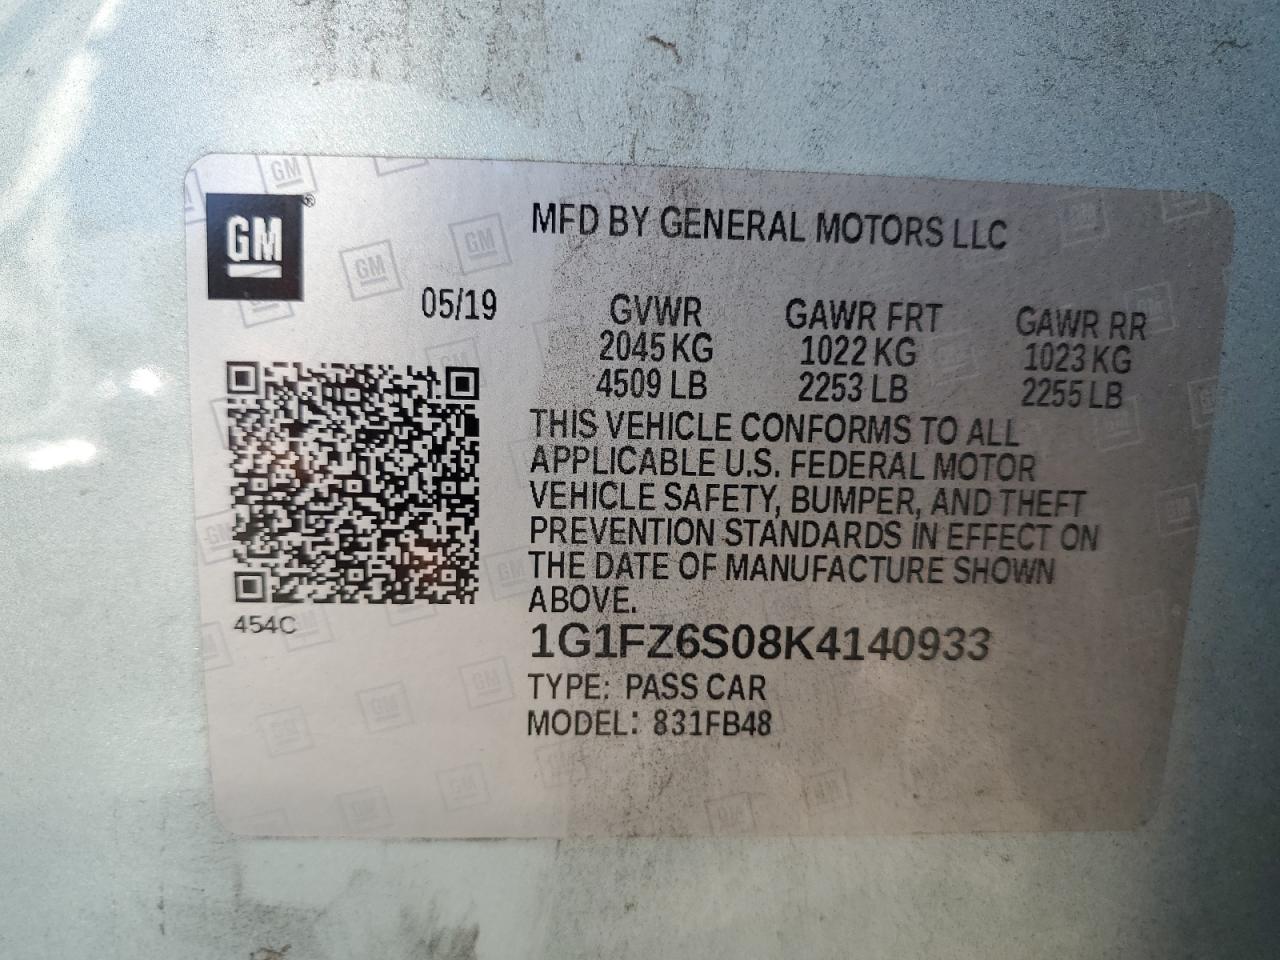 GM®
MFD BY GENERAL MOTORS LLC
05/19
GVWR GAWR FRT GAWR RR
2045 KG 1022 KG 1023 KG
4509 LB 2253 LB 2255 LB
THIS VEHICLE CONFORMS TO ALL
APPLICABLE U.S. FEDERAL MOTOR
VEHICLE SAFETY, BUMPER, AND THEFT
PREVENTION STANDARDS IN EFFECT ON
THE DATE OF MANUFACTURE SHOWN
ABOVE.
454C
1G1FZ6S08K4140933
TYPE: PASS CAR
MODEL: 831FB48